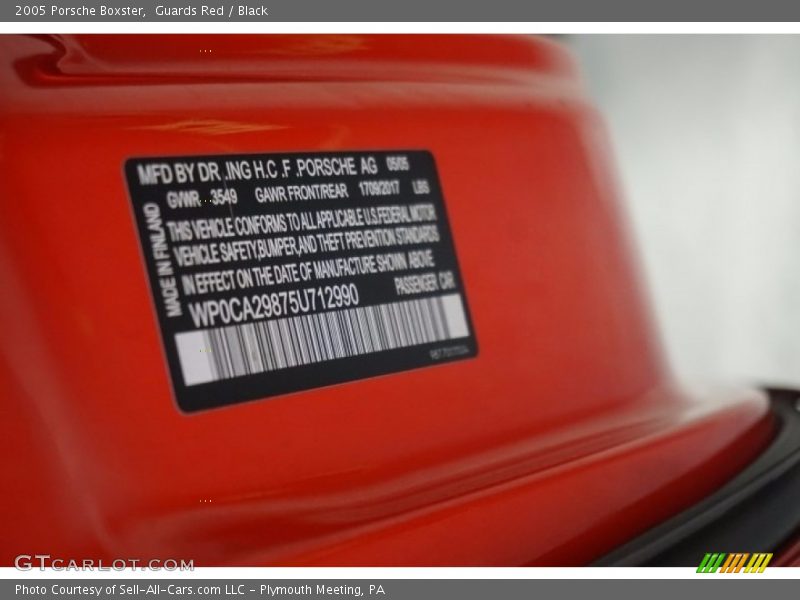 2005 Porsche Boxster,  Guards Red / Black
MFD BY DR .ING H.C .F .PORSCHE AG 05/05
GWR 3549 GAWR FRONT/REAR 1709/2017 LBS
THIS VEHICLE CONFORMS TO ALL APPLICABLE U.S.FEDERAL MOTOR
VEHICLE SAFETY,BUMPER,AND THEFT PREVENTION STANDARDS
IN EFFECT ON THE DATE OF MANUFACTURE SHOWN ABOVE
WP0CA29875U712990 PASSENGER CAR
MADE IN FINLAND
GTCARLOT.COM
Photo Courtesy of Sell-All-Cars.com LLC - Plymouth Meeting, PA